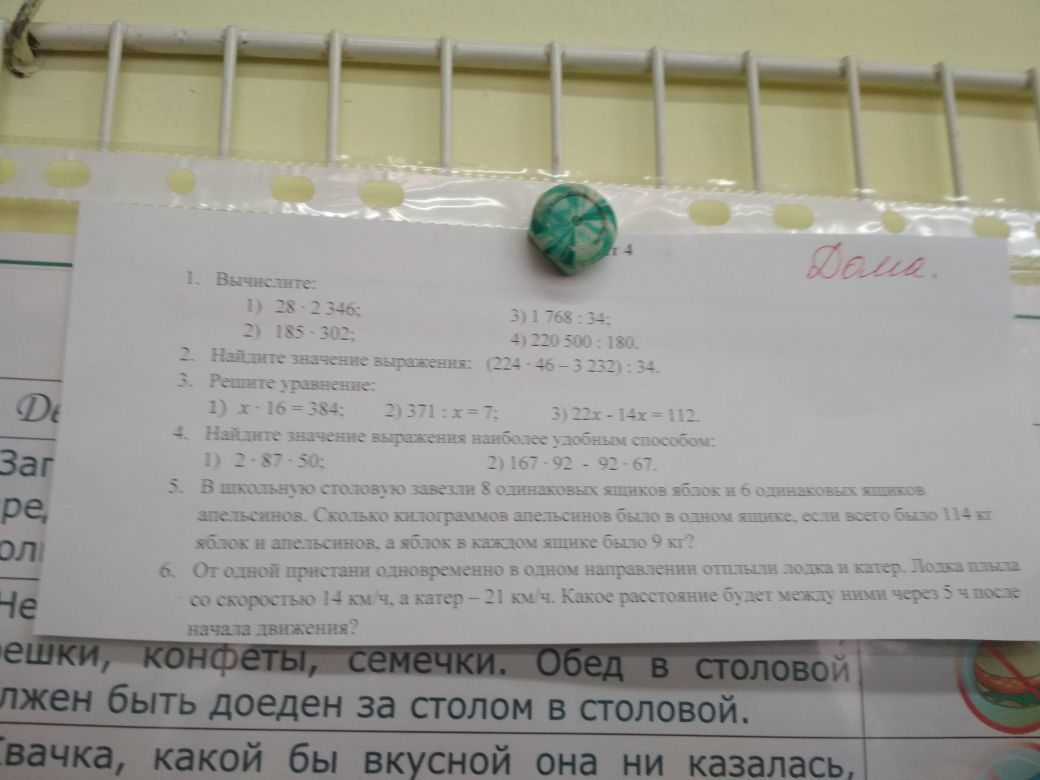 4
Дома.
1. Вычислите:
1) 28 · 2 346;
3) 1 768 : 34;
2) 185 · 302;
4) 220 500 : 180.
2. Найдите значение выражения: (224 · 46 – 3 232) : 34.
3. Решите уравнение:
1) x · 16 = 384; 2) 371 : x = 7; 3) 22x - 14x = 112.
4. Найдите значение выражения наиболее удобным способом:
1) 2 · 87 · 50; 2) 167 · 92 - 92 · 67.
5. В школьную столовую завезли 8 одинаковых ящиков яблок и 6 одинаковых ящиков
апельсинов. Сколько килограммов апельсинов было в одном ящике, если всего было 114 кг
яблок и апельсинов, а яблок в каждом ящике было 9 кг?
6. От одной пристани одновременно в одном направлении отплыли лодка и катер. Лодка плыла
со скоростью 14 км/ч, а катер – 21 км/ч. Какое расстояние будет между ними через 5 ч после
начала движения?
Де
Заг
ре
ол
Не
решки, конфеты, семечки. Обед в столовой
лжен быть доеден за столом в столовой.
вачка, какой бы вкусной она ни казалась,